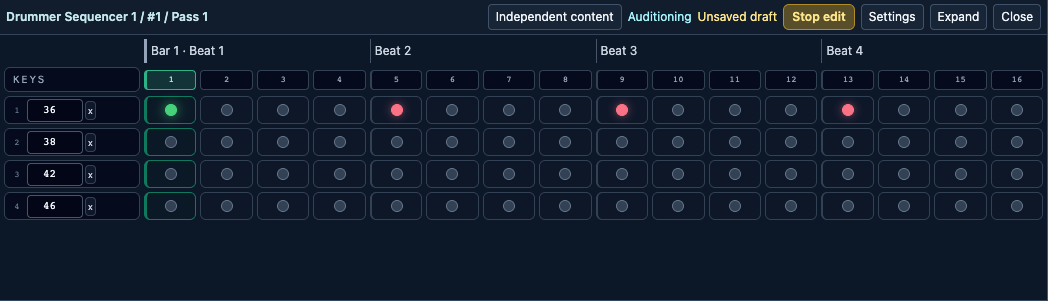 Drummer Sequencer 1 / #1 / Pass 1 Independent content Auditioning Unsaved draft Stop edit Settings Expand Close
Bar 1 · Beat 1 Beat 2 Beat 3 Beat 4
KEYS 1 2 3 4 5 6 7 8 9 10 11 12 13 14 15 16
1 36 x
2 38 x
3 42 x
4 46 x